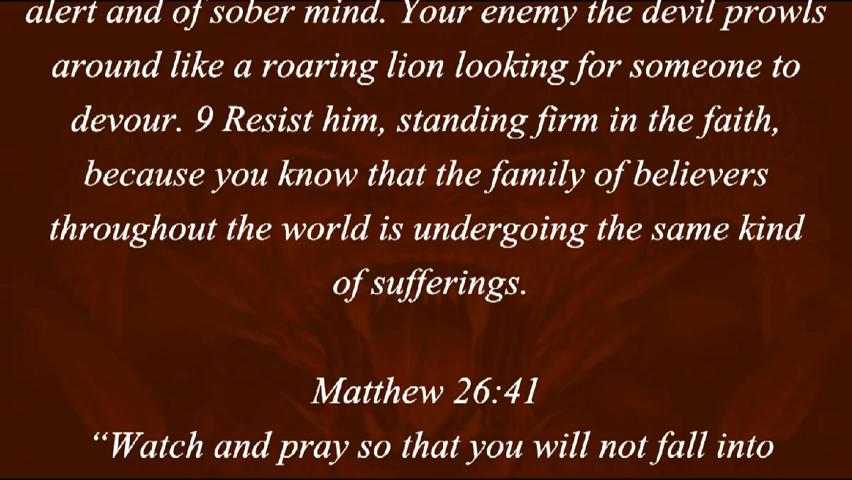 alert and of sober mind. Your enemy the devil prowls
around like a roaring lion looking for someone to
devour. 9 Resist him, standing firm in the faith,
because you know that the family of believers
throughout the world is undergoing the same kind
of sufferings.
Matthew 26:41
“Watch and pray so that you will not fall into